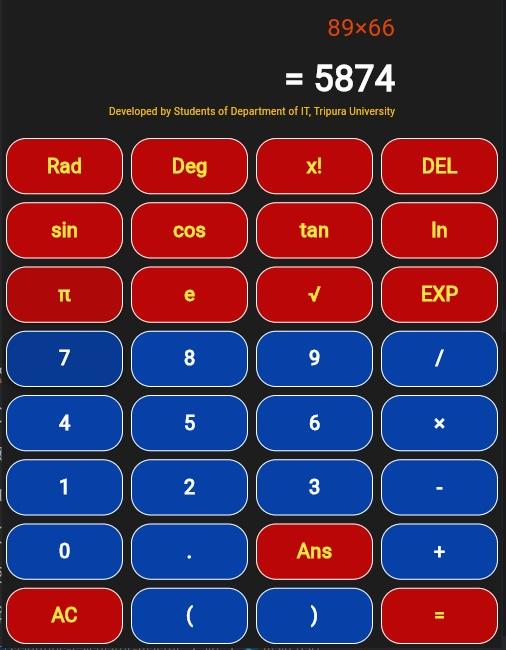 89×66
= 5874
Developed by Students of Department of IT, Tripura University
Rad Deg x! DEL
sin cos tan ln
π e √ EXP
7 8 9 /
4 5 6 ×
1 2 3 -
0 . Ans +
AC ( ) =